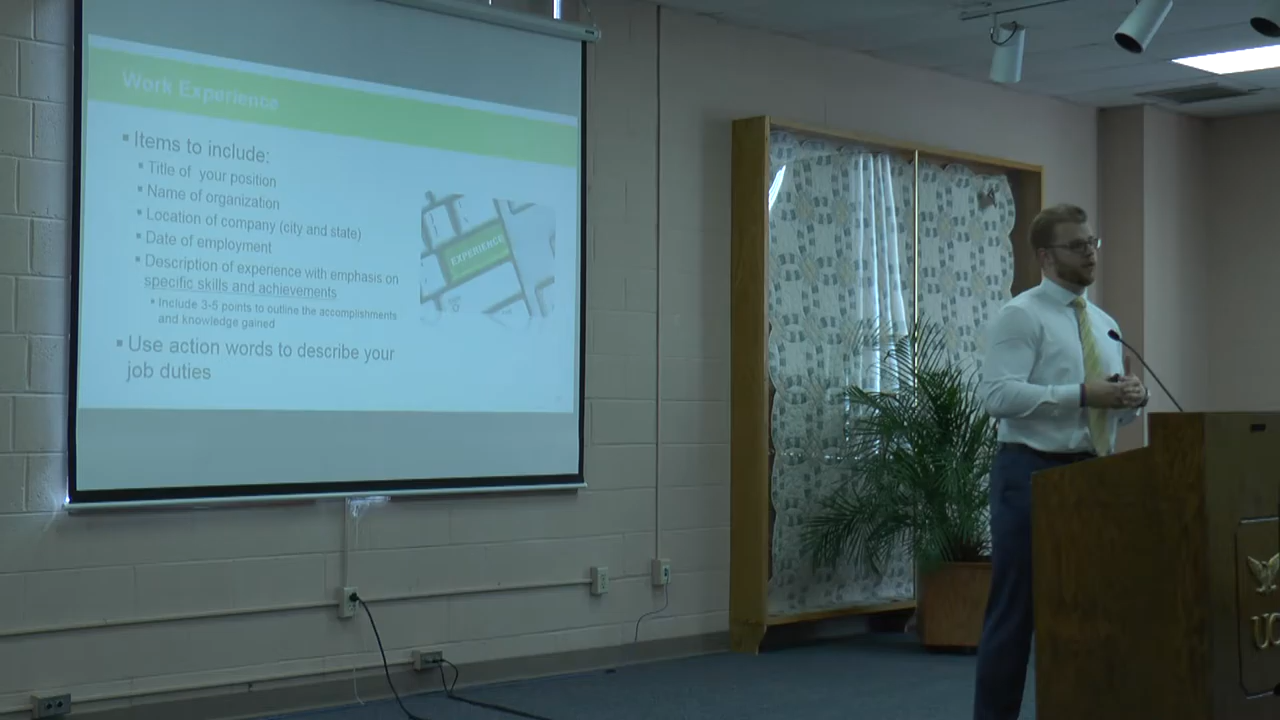 Work Experience
▪ Items to include:
▪ Title of your position
▪ Name of organization
▪ Location of company (city and state)
▪ Date of employment
▪ Description of experience with emphasis on
specific skills and achievements
▪ Include 3-5 points to outline the accomplishments
and knowledge gained
▪ Use action words to describe your
job duties
EXPERIENCE